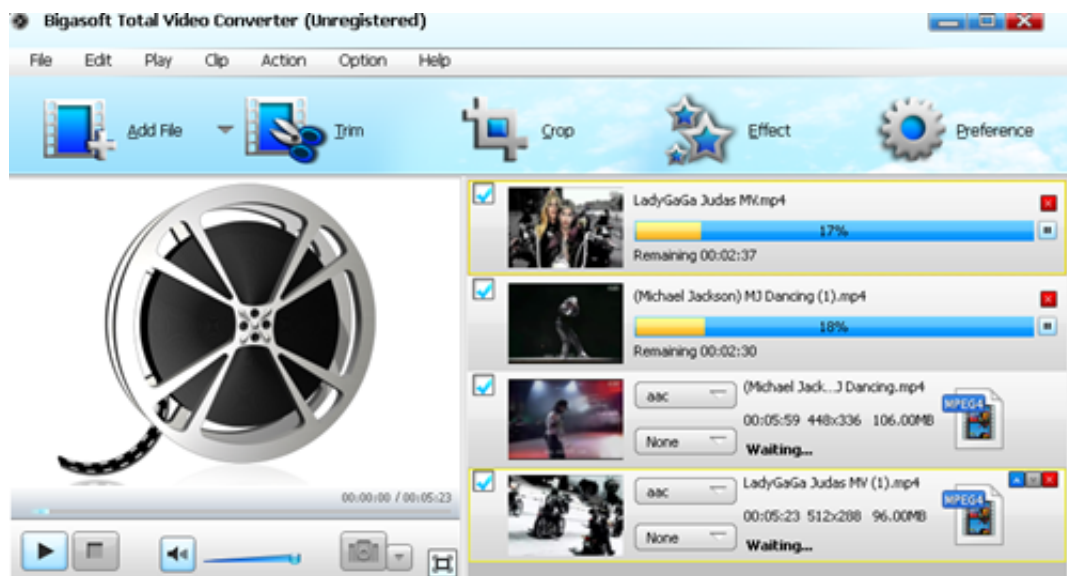 Bigasoft Total Video Converter (Unregistered)
File Edit Play Clip Action Option Help
Add File Trim Crop Effect Preference
LadyGaGa Judas MV.mp4
17%
Remaining 00:02:37
(Michael Jackson) MJ Dancing (1).mp4
18%
Remaining 00:02:30
aac (Michael Jack...J Dancing.mp4
00:05:59 448x336 106.00MB
None Waiting...
MPEG4
aac LadyGaGa Judas MV (1).mp4
00:05:23 512x288 96.00MB
None Waiting...
MPEG4
00:00:00 / 00:05:23